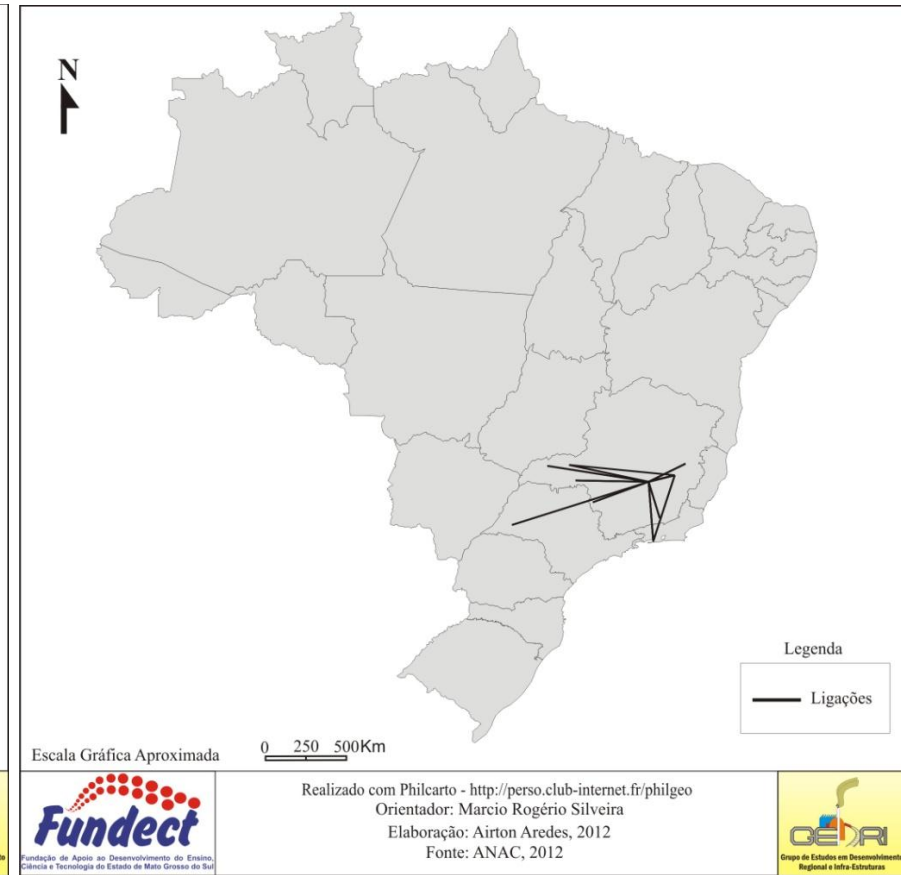 N
Legenda
Ligações
Escala Gráfica Aproximada
0 250 500Km
Fundect
Fundação de Apoio ao Desenvolvimento do Ensino,
Ciência e Tecnologia do Estado de Mato Grosso do Sul
Realizado com Philcarto - http://perso.club-internet.fr/philgeo
Orientador: Marcio Rogério Silveira
Elaboração: Airton Aredes, 2012
Fonte: ANAC, 2012
GEDRI
Grupo de Estudos em Desenvolvimento
Regional e Infra-Estruturas